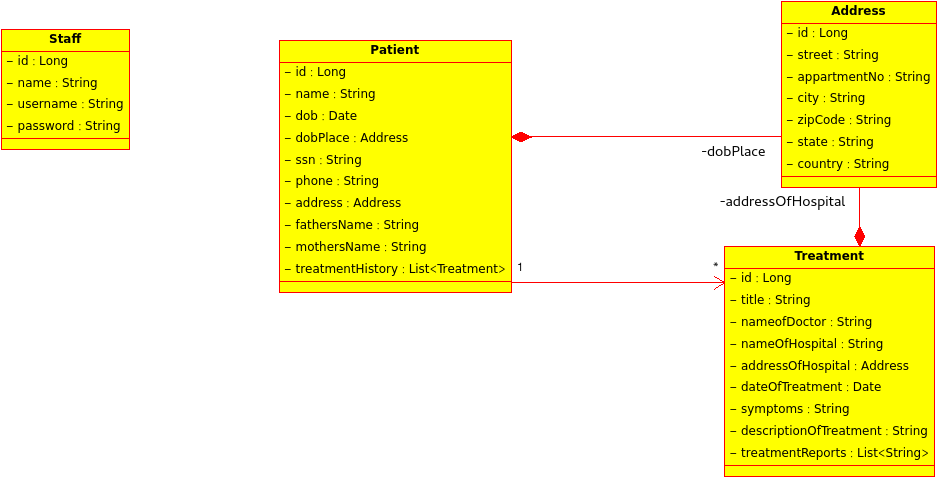 Staff
– id : Long
– name : String
– username : String
– password : String
Patient
– id : Long
– name : String
– dob : Date
– dobPlace : Address
– ssn : String
– phone : String
– address : Address
– fathersName : String
– mothersName : String
– treatmentHistory : List<Treatment>
Address
– id : Long
– street : String
– appartmentNo : String
– city : String
– zipCode : String
– state : String
– country : String
-dobPlace
-addressOfHospital
1
*
Treatment
– id : Long
– title : String
– nameofDoctor : String
– nameOfHospital : String
– addressOfHospital : Address
– dateOfTreatment : Date
– symptoms : String
– descriptionOfTreatment : String
– treatmentReports : List<String>